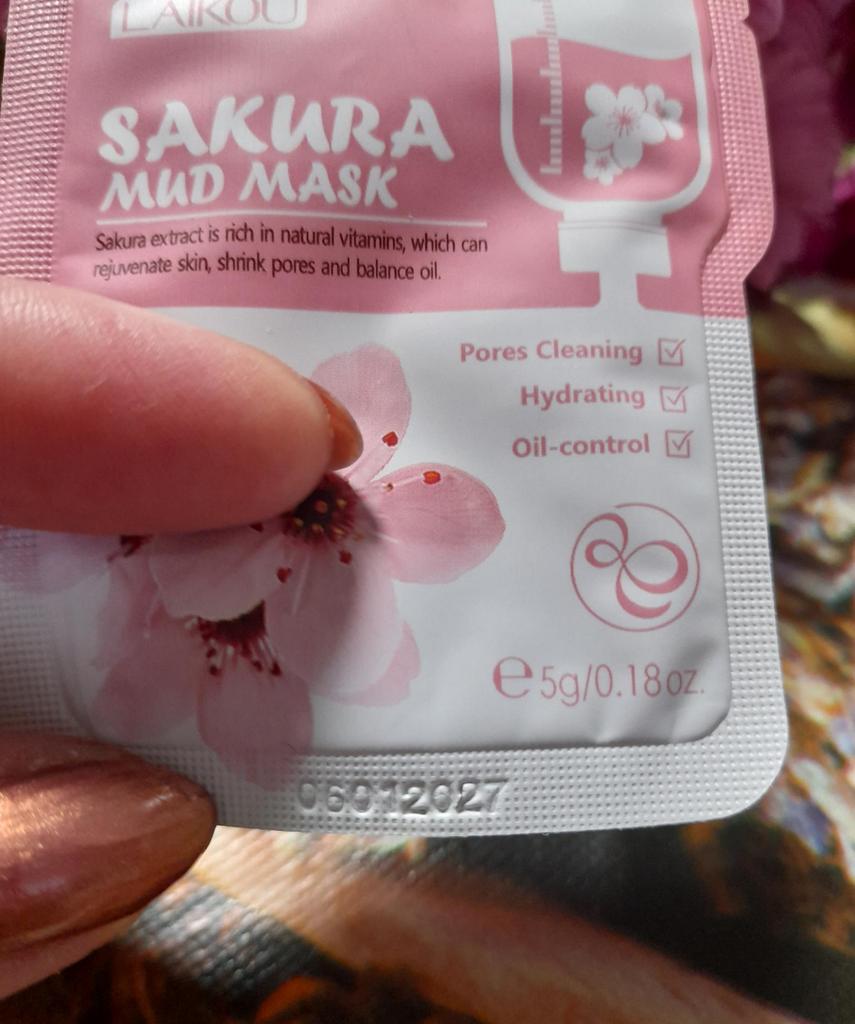 LAIKOU
SAKURA
MUD MASK
Sakura extract is rich in natural vitamins, which can
rejuvenate skin, shrink pores and balance oil.
Pores Cleaning
Hydrating
Oil-control
e 5g/0.18oz.
06012027